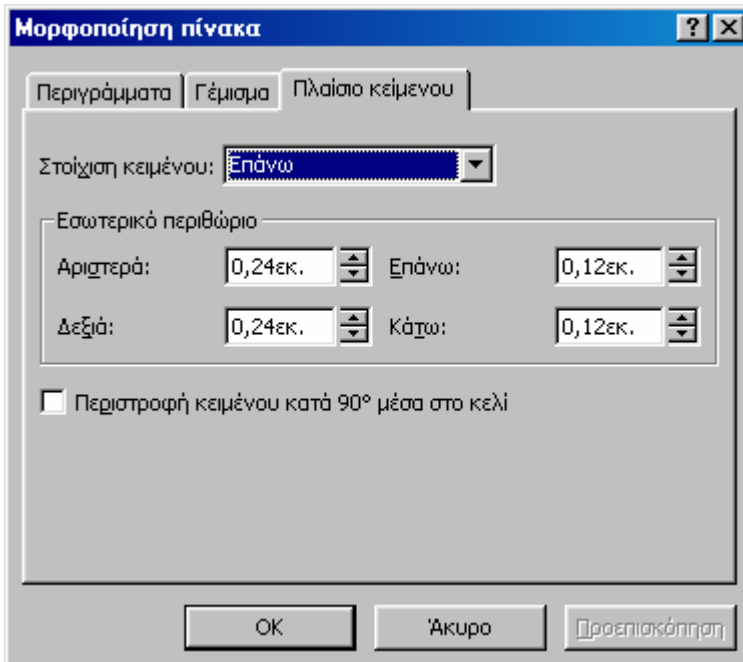 Μορφοποίηση πίνακα
Περιγράμματα Γέμισμα Πλαίσιο κείμενου
Στοίχιση κειμένου: Επάνω
Εσωτερικό περιθώριο
Αριστερά: 0,24εκ. Επάνω: 0,12εκ.
Δεξιά: 0,24εκ. Κάτω: 0,12εκ.
Περιστροφή κειμένου κατά 90° μέσα στο κελί
OK Άκυρο Προεπισκόπηση